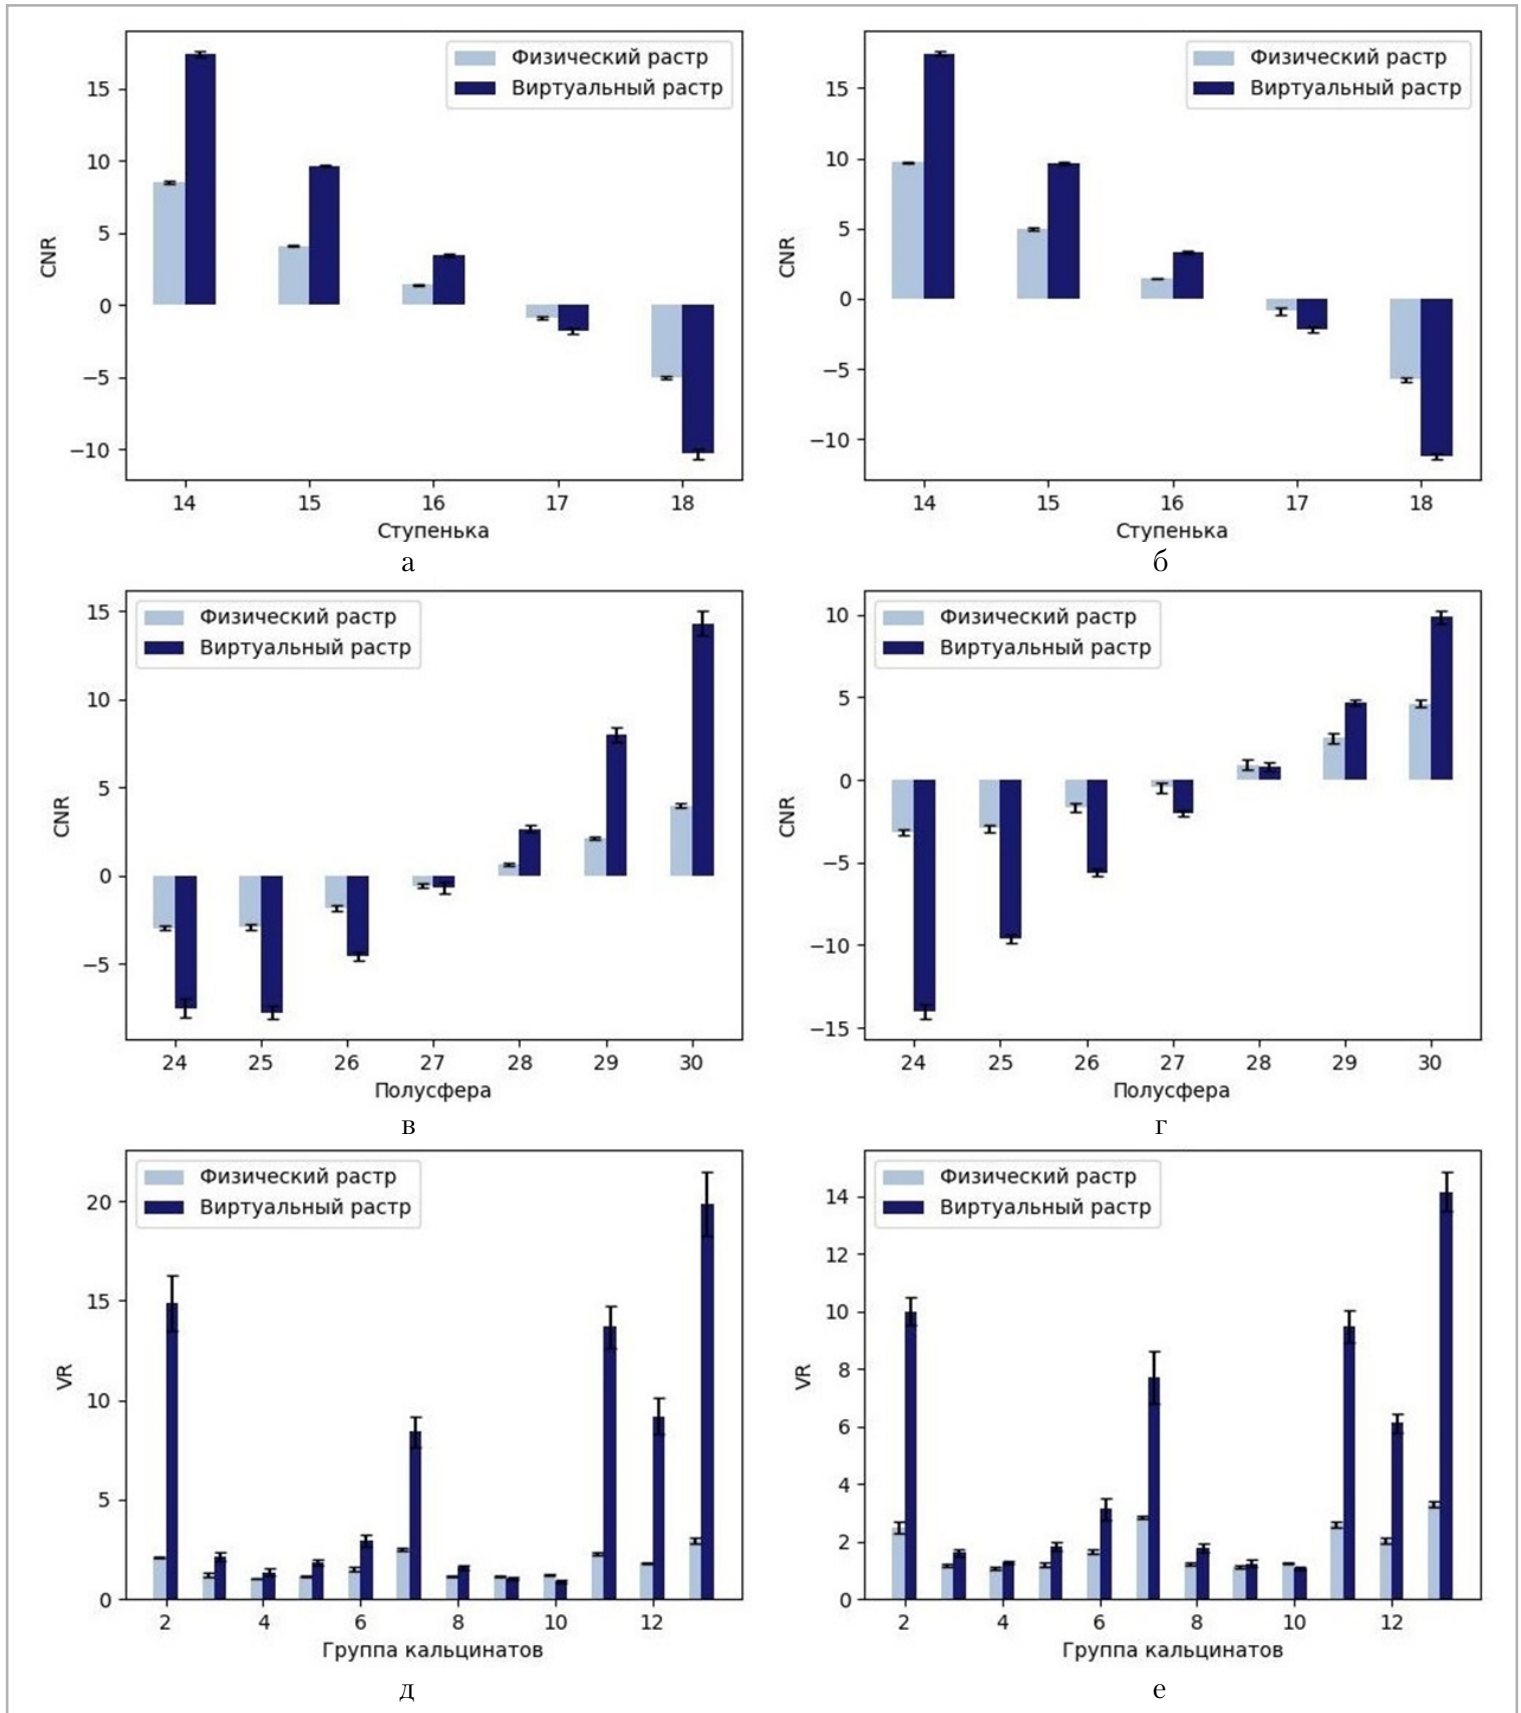 Физический растр
Виртуальный растр
CNR
15
10
5
0
−5
−10
14 15 16 17 18
Ступенька
а
Физический растр
Виртуальный растр
CNR
15
10
5
0
−5
−10
14 15 16 17 18
Ступенька
б
Физический растр
Виртуальный растр
CNR
15
10
5
0
−5
24 25 26 27 28 29 30
Полусфера
в
Физический растр
Виртуальный растр
CNR
10
5
0
−5
−10
−15
24 25 26 27 28 29 30
Полусфера
г
Физический растр
Виртуальный растр
VR
20
15
10
5
0
2 4 6 8 10 12
Группа кальцинатов
д
Физический растр
Виртуальный растр
VR
14
12
10
8
6
4
2
0
2 4 6 8 10 12
Группа кальцинатов
е